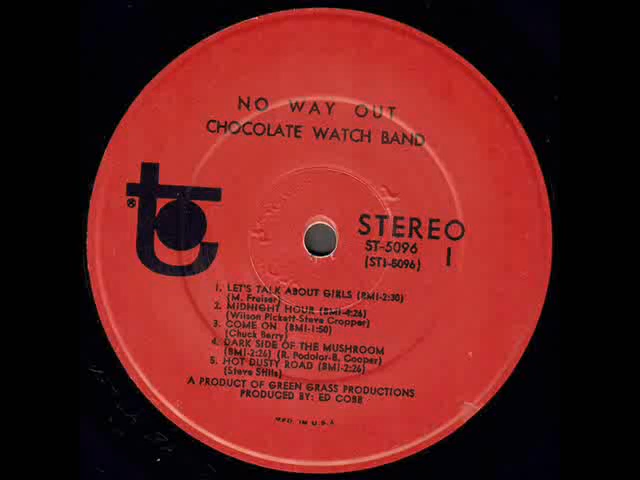 NO WAY OUT
CHOCOLATE WATCH BAND
®
STEREO
ST-5096
(ST1-5096)
1
1. LET'S TALK ABOUT GIRLS (BMI-2:30)
(M. Freiser)
2. MIDNIGHT HOUR (BMI-4:26)
(Wilson Pickett-Steve Cropper)
3. COME ON (BMI-1:50)
(Chuck Berry)
4. DARK SIDE OF THE MUSHROOM
(BMI-2:26) (R. Podolor-B. Cooper)
5. HOT DUSTY ROAD (BMI-2:26)
(Steve Stills)
A PRODUCT OF GREEN GRASS PRODUCTIONS
PRODUCED BY: ED COBB
MFD. IN U.S.A.